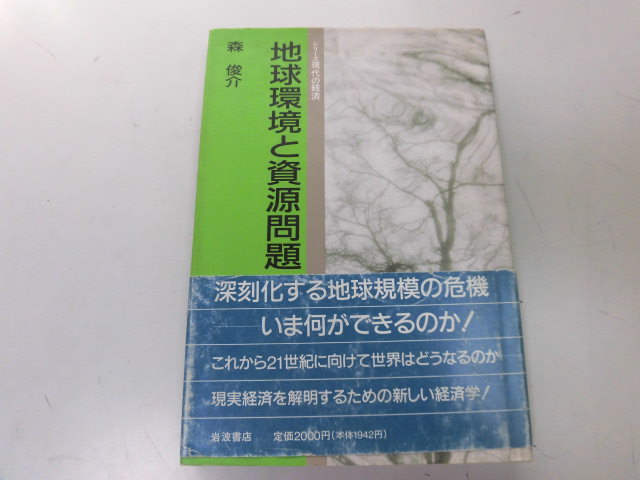 シリーズ現代の経済
地球環境と資源問題
森 俊介
深刻化する地球規模の危機
いま何ができるのか!
これから21世紀に向けて世界はどうなるのか
現実経済を解明するための新しい経済学!
岩波書店 定価2000円(本体1942円)